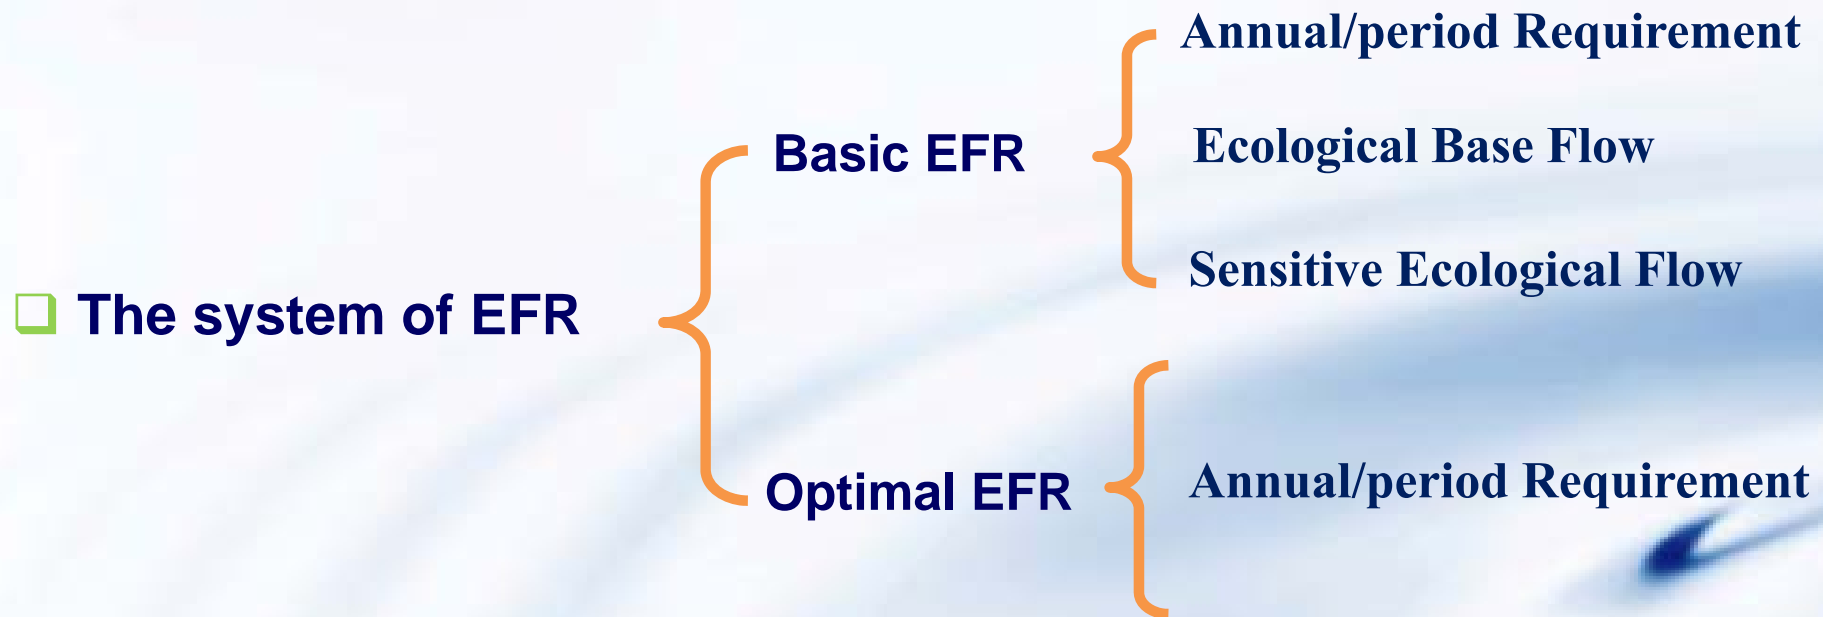 The system of EFR
Basic EFR
Annual/period Requirement
Ecological Base Flow
Sensitive Ecological Flow
Optimal EFR
Annual/period Requirement